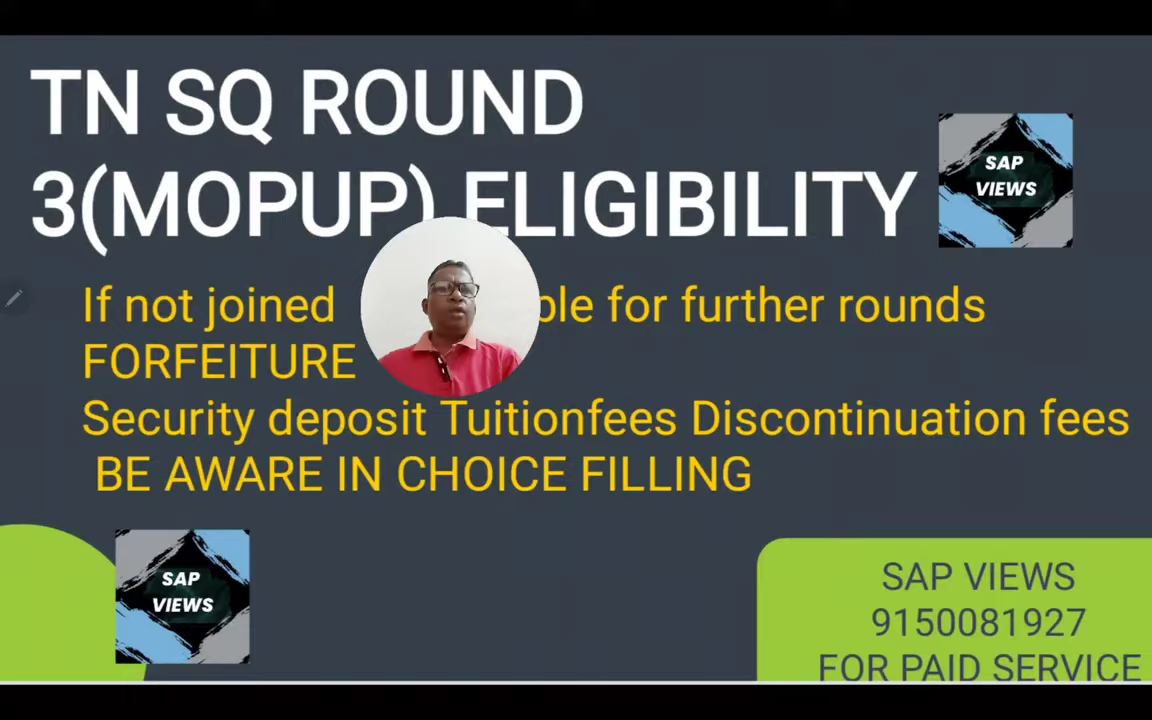 TN SQ ROUND
3(MOPUP) ELIGIBILITY
SAP
VIEWS
If not joined for further rounds
FORFEITURE
Security deposit Tuitionfees Discontinuation fees
BE AWARE IN CHOICE FILLING
SAP
VIEWS
SAP VIEWS
9150081927
FOR PAID SERVICE